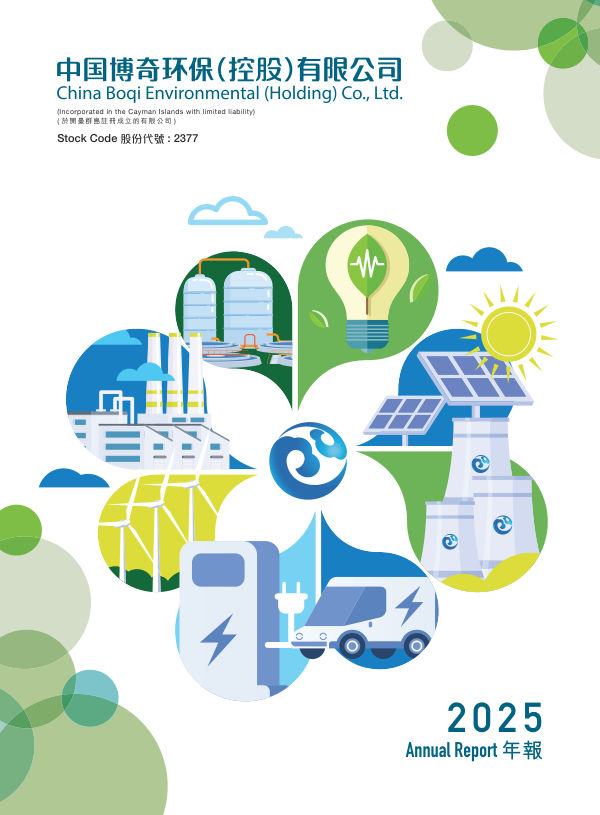 中国博奇环保(控股)有限公司
China Boqi Environmental (Holding) Co., Ltd.
(Incorporated in the Cayman Islands with limited liability)
(於開曼群島註冊成立的有限公司)
Stock Code 股份代號 : 2377
2025
Annual Report 年報